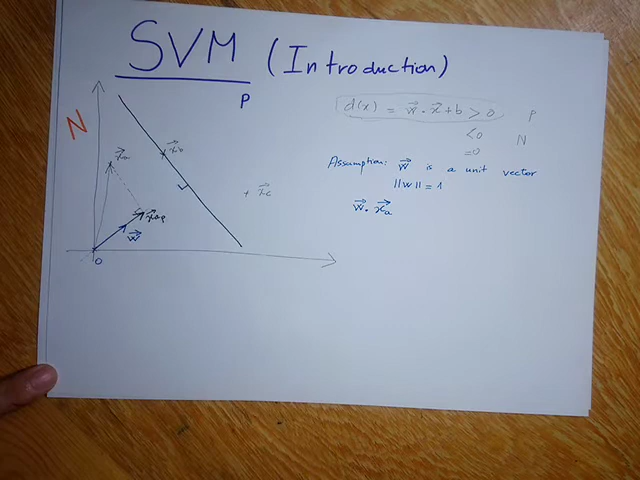 SVM (Introduction)
P
N
d(x) = w⃗ . x⃗ + b > 0 P
< 0 N
= 0
Assumption: w⃗ is a unit vector
||w|| = 1
w⃗ . x⃗a
x⃗a
x⃗b
x⃗c
x⃗ap
w⃗
0